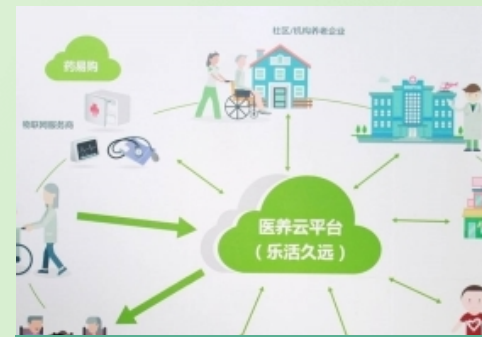 社区/机构养老企业
药易购
物联网服务商
医养云平台
（乐活久远）